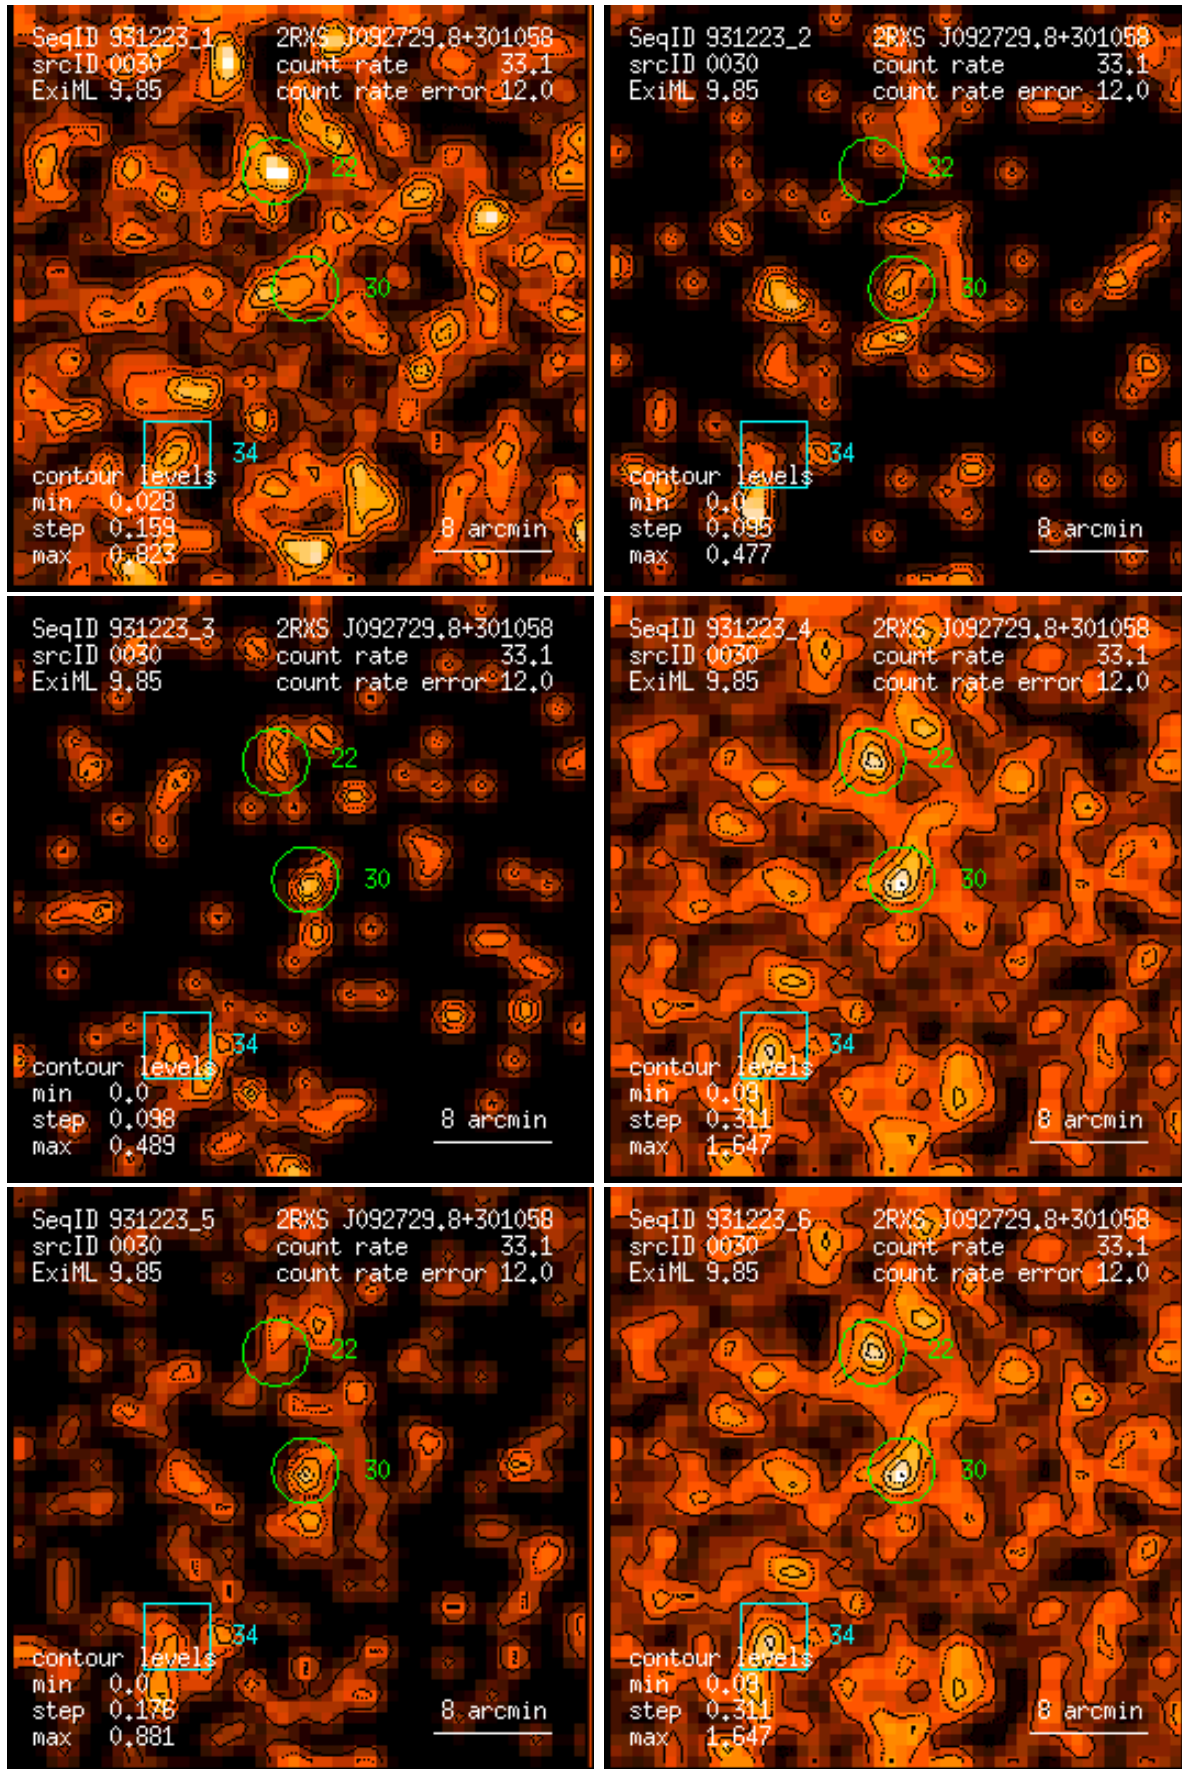 SeqID 931223_1 2RXS J092729.8+301058
srcID 0030 count rate 33.1
ExiML 9.85 count rate error 12.0
22
30
34
contour levels
min 0.028
step 0.159 8 arcmin
max 0.823
SeqID 931223_2 2RXS J092729.8+301058
srcID 0030 count rate 33.1
ExiML 9.85 count rate error 12.0
22
30
34
contour levels
min 0.0
step 0.095 8 arcmin
max 0.477
SeqID 931223_3 2RXS J092729.8+301058
srcID 0030 count rate 33.1
ExiML 9.85 count rate error 12.0
22
30
34
contour levels
min 0.0
step 0.098 8 arcmin
max 0.489
SeqID 931223_4 2RXS J092729.8+301058
srcID 0030 count rate 33.1
ExiML 9.85 count rate error 12.0
22
30
34
contour levels
min 0.09
step 0.311 8 arcmin
max 1.647
SeqID 931223_5 2RXS J092729.8+301058
srcID 0030 count rate 33.1
ExiML 9.85 count rate error 12.0
22
30
34
contour levels
min 0.0
step 0.176 8 arcmin
max 0.881
SeqID 931223_6 2RXS J092729.8+301058
srcID 0030 count rate 33.1
ExiML 9.85 count rate error 12.0
22
30
34
contour levels
min 0.09
step 0.311 8 arcmin
max 1.647